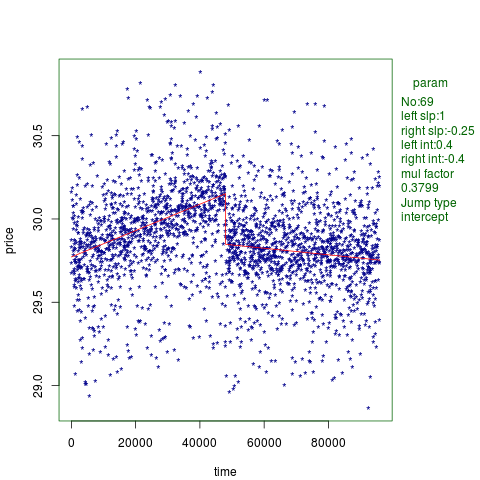 param
No:69
left slp:1
right slp:-0.25
left int:0.4
right int:-0.4
mul factor
0.3799
Jump type
intercept
price
30.5
30.0
29.5
29.0
0 20000 40000 60000 80000
time